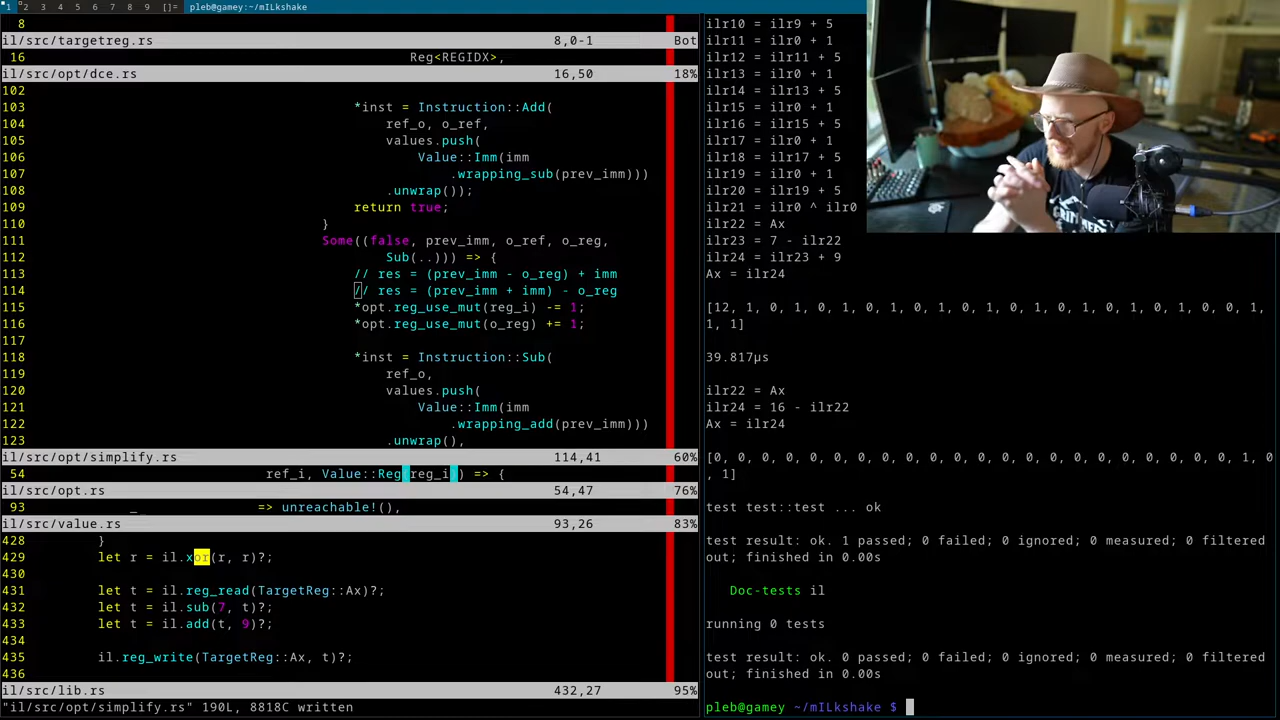 1 2 3 4 5 6 7 8 9 []= pleb@gamey:~/mILkshake
8
il/src/targetreg.rs 8,0-1 Bot
16 Reg<REGIDX>,
il/src/opt/dce.rs 16,50 18%
102
103 *inst = Instruction::Add(
104 ref_o, o_ref,
105 values.push(
106 Value::Imm(imm
107 .wrapping_sub(prev_imm)))
108 .unwrap());
109 return true;
110 }
111 Some((false, prev_imm, o_ref, o_reg,
112 Sub(..))) => {
113 // res = (prev_imm - o_reg) + imm
114 // res = (prev_imm + imm) - o_reg
115 *opt.reg_use_mut(reg_i) -= 1;
116 *opt.reg_use_mut(o_reg) += 1;
117
118 *inst = Instruction::Sub(
119 ref_o,
120 values.push(
121 Value::Imm(imm
122 .wrapping_add(prev_imm)))
123 .unwrap(),
il/src/opt/simplify.rs 114,41 60%
54 ref_i, Value::Reg(reg_i)) => {
il/src/opt.rs 54,47 76%
93 _ => unreachable!(),
il/src/value.rs 93,26 83%
428 }
429 let r = il.xor(r, r)?;
430
431 let t = il.reg_read(TargetReg::Ax)?;
432 let t = il.sub(7, t)?;
433 let t = il.add(t, 9)?;
434
435 il.reg_write(TargetReg::Ax, t)?;
436
il/src/lib.rs 432,27 95%
"il/src/opt/simplify.rs" 190L, 8818C written
ilr10 = ilr9 + 5
ilr11 = ilr0 + 1
ilr12 = ilr11 + 5
ilr13 = ilr0 + 1
ilr14 = ilr13 + 5
ilr15 = ilr0 + 1
ilr16 = ilr15 + 5
ilr17 = ilr0 + 1
ilr18 = ilr17 + 5
ilr19 = ilr0 + 1
ilr20 = ilr19 + 5
ilr21 = ilr0 ^ ilr0
ilr22 = Ax
ilr23 = 7 - ilr22
ilr24 = ilr23 + 9
Ax = ilr24
[12, 1, 0, 1, 0, 1, 0, 1, 0, 1, 0, 1, 0, 1, 0, 1, 0, 1, 0, 1, 0, 0, 1,
1, 1]
39.817µs
ilr22 = Ax
ilr24 = 16 - ilr22
Ax = ilr24
[0, 0, 0, 0, 0, 0, 0, 0, 0, 0, 0, 0, 0, 0, 0, 0, 0, 0, 0, 0, 0, 0, 1, 0
, 1]
test test::test ... ok
test result: ok. 1 passed; 0 failed; 0 ignored; 0 measured; 0 filtered
out; finished in 0.00s
Doc-tests il
running 0 tests
test result: ok. 0 passed; 0 failed; 0 ignored; 0 measured; 0 filtered
out; finished in 0.00s
pleb@gamey ~/mILkshake $